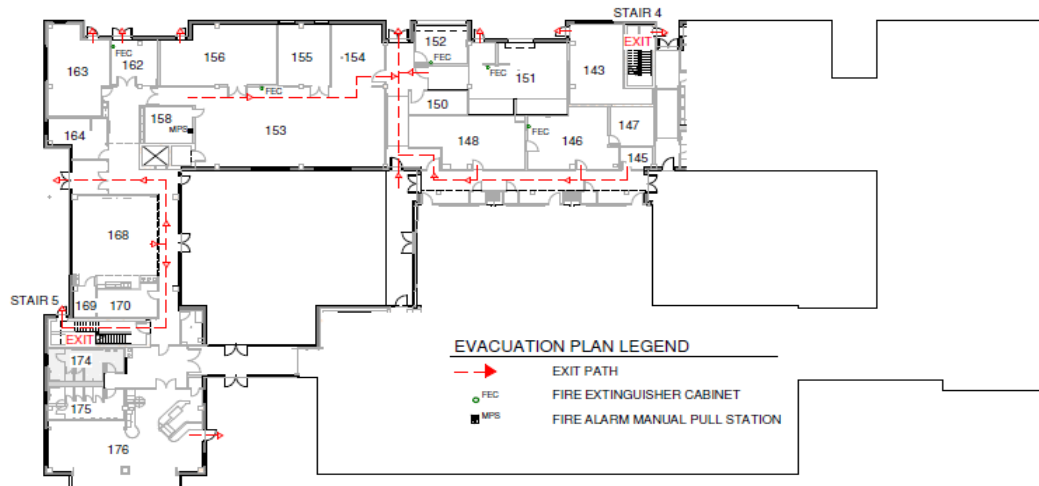 STAIR 4
EXIT
152
FEC
FEC
162
163
156
155
-154
FEC
151
143
FEC
150
158
MPS
153
164
148
FEC
146
147
145
168
STAIR 5
169
170
EXIT
174
175
176
EVACUATION PLAN LEGEND
EXIT PATH
FEC
FIRE EXTINGUISHER CABINET
MPS
FIRE ALARM MANUAL PULL STATION